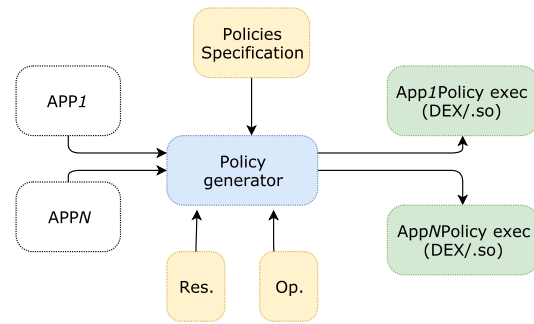 Policies
Specification
APP1
App1Policy exec
(DEX/.so)
Policy
generator
APPN
AppNPolicy exec
(DEX/.so)
Res.
Op.